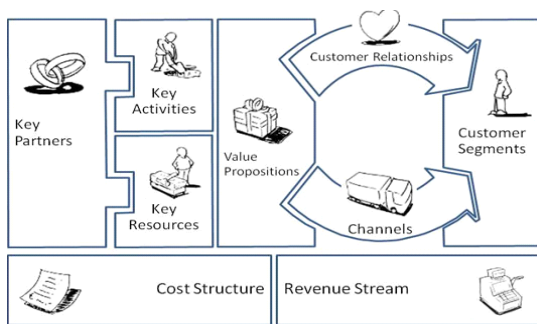 Key
Partners
Key
Activities
Key
Resources
Value
Propositions
Customer Relationships
Channels
Customer
Segments
Cost Structure
Revenue Stream